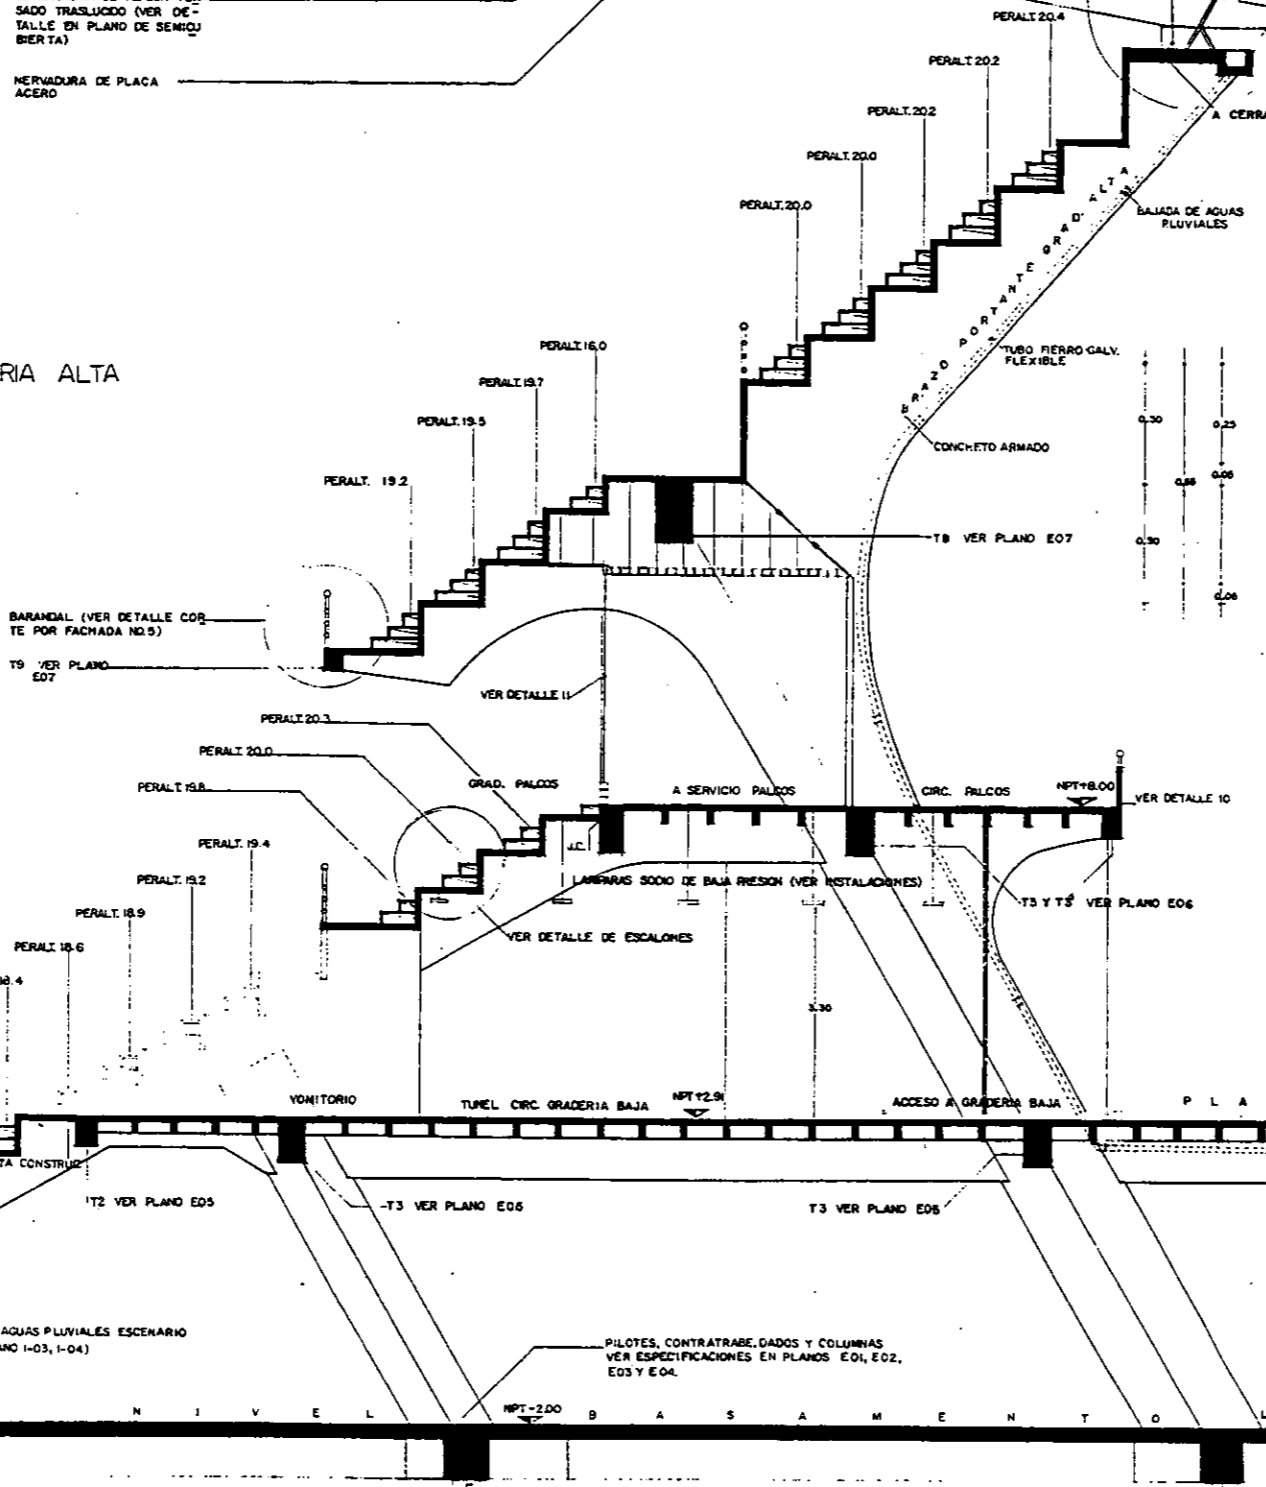 SADO TRASLUCIDO (VER DE-
TALLE EN PLANO DE SEMICU
BIERTA)
NERVADURA DE PLACA
ACERO
PERALT. 20.4
PERALT. 20.2
PERALT. 20.2
PERALT. 20.0
PERALT. 20.0
A CERRA
BAJADA DE AGUAS
PLUVIALES
BRAZO PORTANTE GRAD. ALTA
TUBO FIERRO GALV.
FLEXIBLE
CONCRETO ARMADO
RIA ALTA
PERALT. 16.0
PERALT. 19.7
PERALT. 19.5
PERALT. 19.2
0.30
0.25
0.05
0.30
T8 VER PLANO E07
BARANDAL (VER DETALLE COR
TE POR FACHADA NO.5)
T9 VER PLANO
E07
VER DETALLE 11
PERALT. 20.3
PERALT. 20.0
PERALT. 19.8
GRAD. PALCOS
A SERVICIO PALCOS
CIRC. PALCOS
NPT+8.00
VER DETALLE 10
J.C.
LAMPARAS SODIO DE BAJA PRESION (VER INSTALACIONES)
T3 Y T5 VER PLANO E06
VER DETALLE DE ESCALONES
PERALT. 19.4
PERALT. 19.2
PERALT. 18.9
PERALT. 18.6
18.4
3.30
VOMITORIO
TUNEL CIRC. GRADERIA BAJA
NPT+2.91
ACCESO A GRADERIA BAJA
P L A
TA CONSTRUC
T2 VER PLANO E05
T3 VER PLANO E05
T3 VER PLANO E05
AGUAS PLUVIALES ESCENARIO
ANO I-03, I-04)
PILOTES, CONTRATRABE, DADOS Y COLUMNAS
VER ESPECIFICACIONES EN PLANOS E01, E02,
E03 Y E04.
NPT-2.00
N I V E L B A S A M E N T O